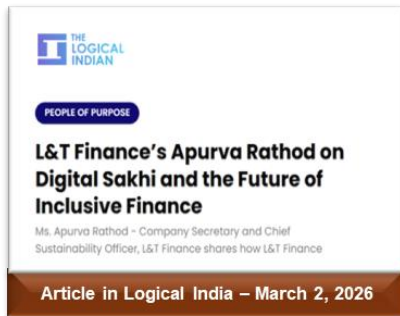 THE
LOGICAL
INDIAN
PEOPLE OF PURPOSE
L&T Finance's Apurva Rathod on
Digital Sakhi and the Future of
Inclusive Finance
Ms. Apurva Rathod - Company Secretary and Chief
Sustainability Officer, L&T Finance shares how L&T Finance
Article in Logical India – March 2, 2026